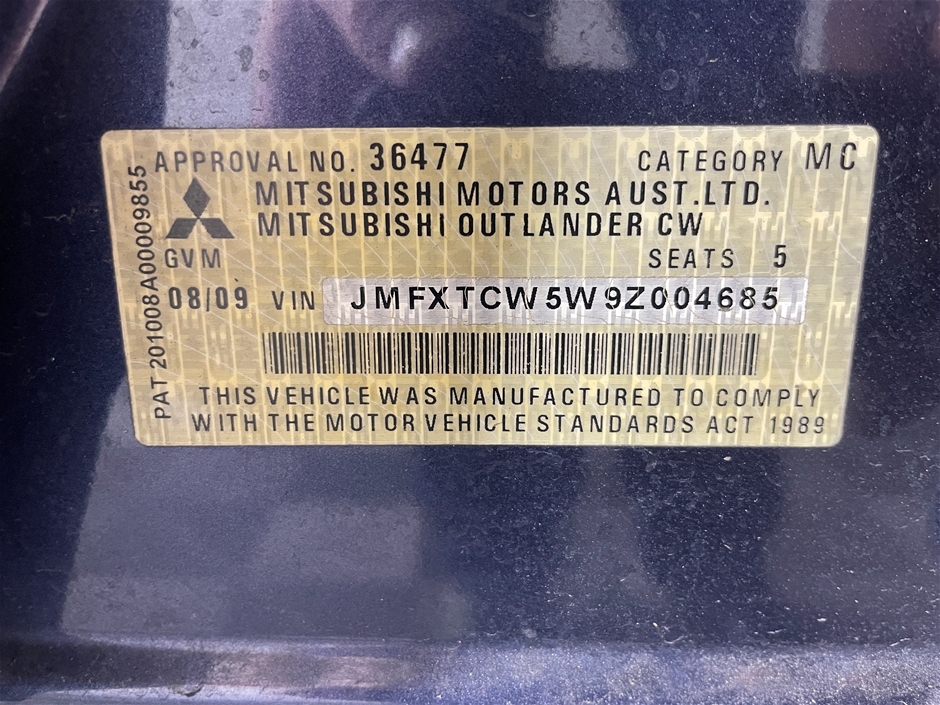 APPROVAL NO. 36477 CATEGORY MC
MITSUBISHI MOTORS AUST.LTD.
MITSUBISHI OUTLANDER CW
GVM SEATS 5
08/09 VIN JMFXTCW5W9Z004685
THIS VEHICLE WAS MANUFACTURED TO COMPLY
WITH THE MOTOR VEHICLE STANDARDS ACT 1989
PAT 201008A00009855